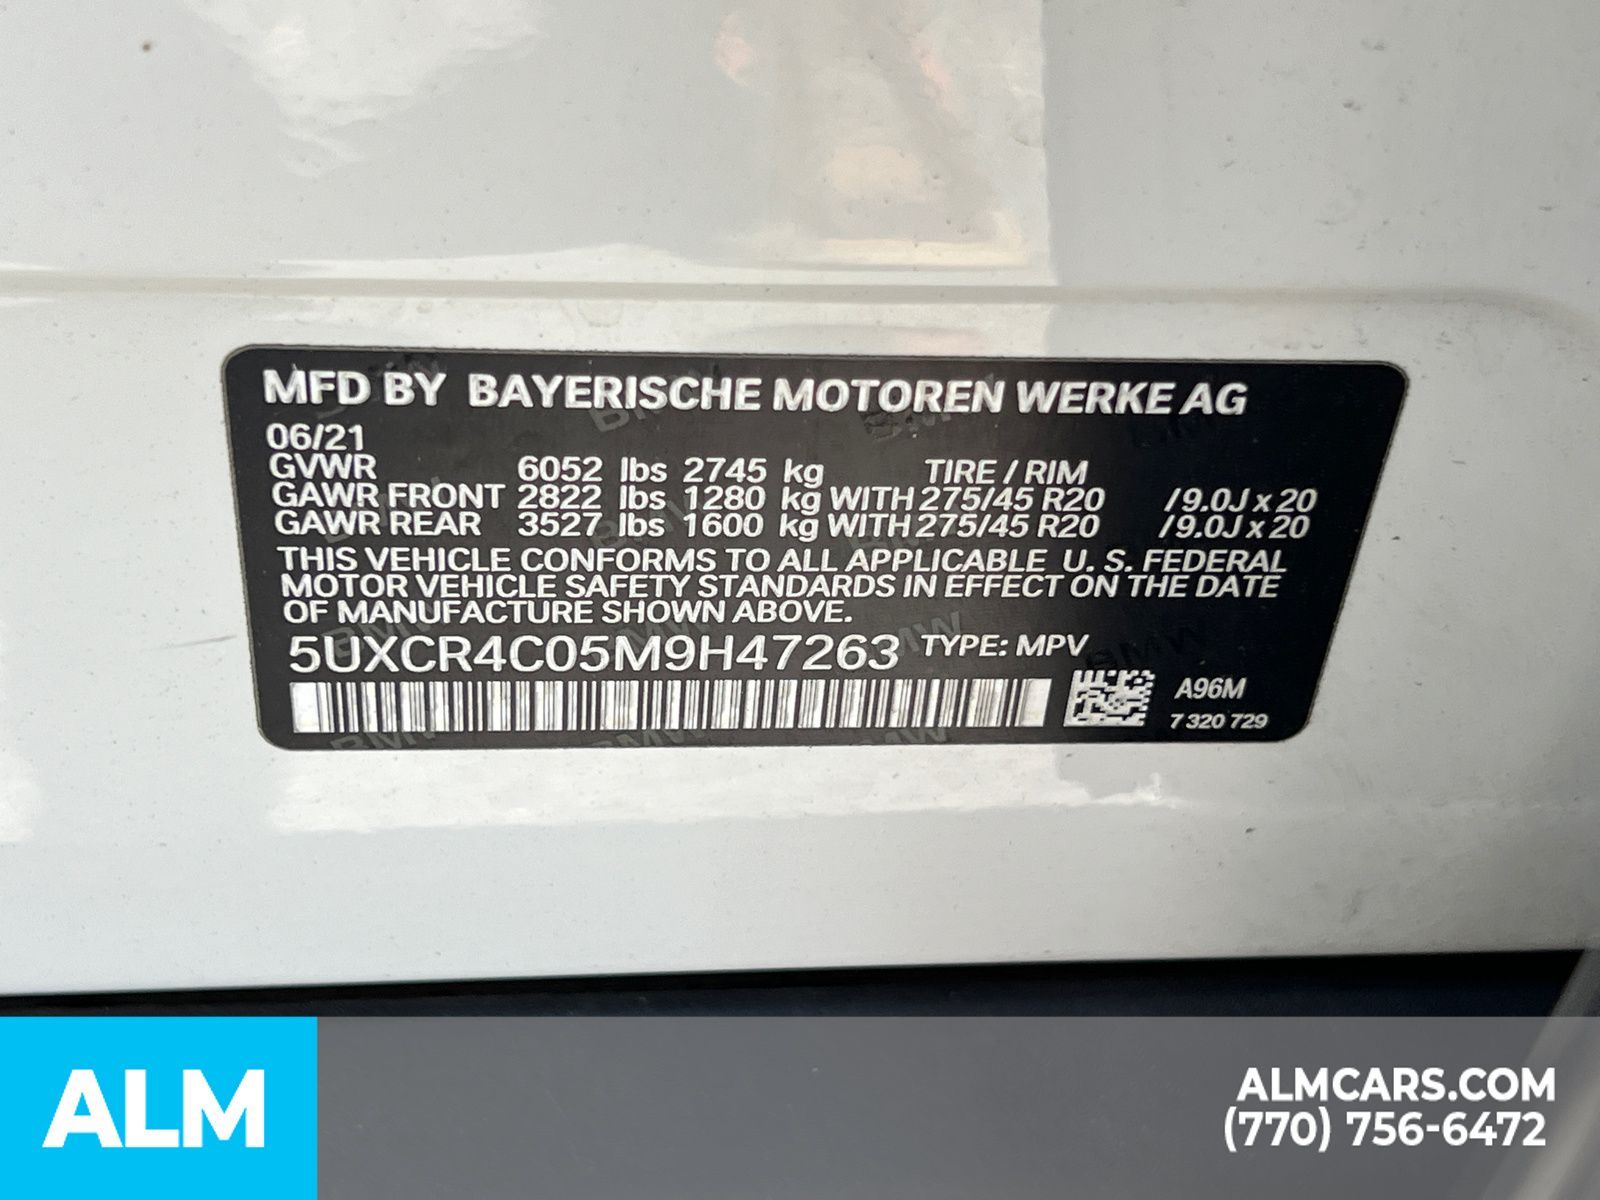 MFD BY BAYERISCHE MOTOREN WERKE AG
06/21
GVWR 6052 lbs 2745 kg TIRE / RIM
GAWR FRONT 2822 lbs 1280 kg WITH 275/45 R20 /9.0J x 20
GAWR REAR 3527 lbs 1600 kg WITH 275/45 R20 /9.0J x 20
THIS VEHICLE CONFORMS TO ALL APPLICABLE U. S. FEDERAL
MOTOR VEHICLE SAFETY STANDARDS IN EFFECT ON THE DATE
OF MANUFACTURE SHOWN ABOVE.
5UXCR4C05M9H47263 TYPE: MPV
A96M
7 320 729
ALM
ALMCARS.COM
(770) 756-6472